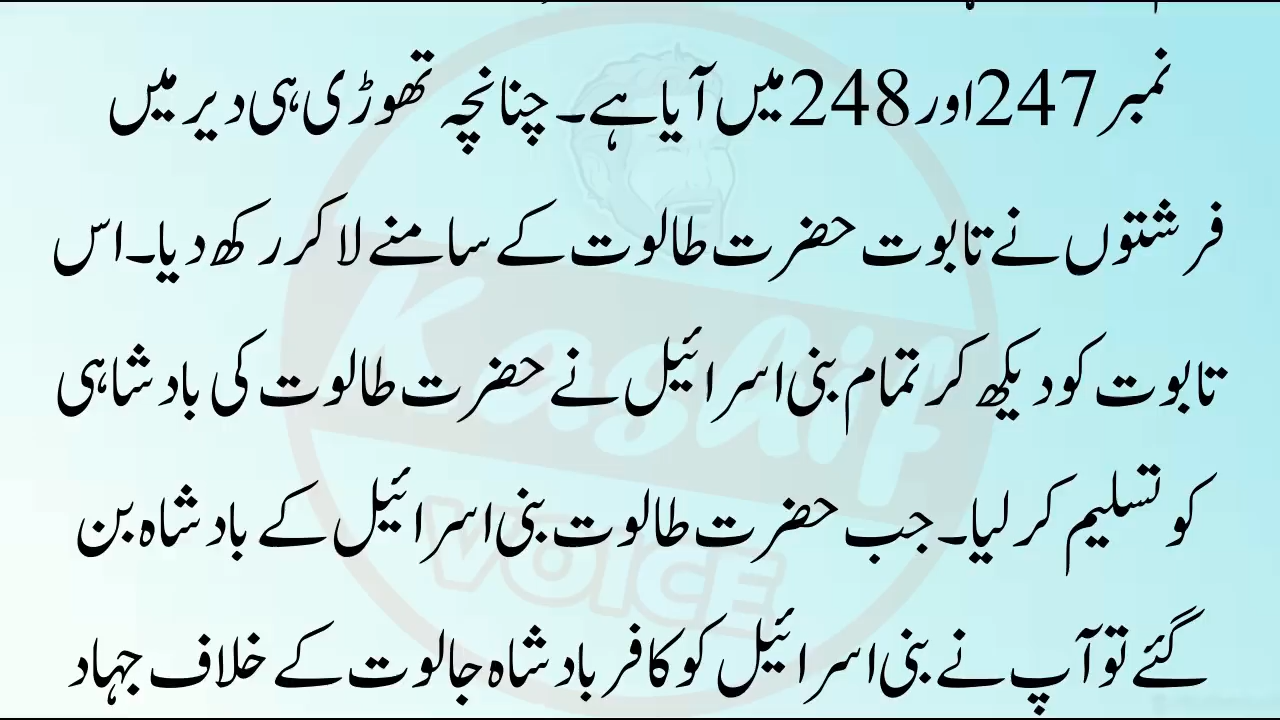 نمبر 247اور 248 میں آیا ہے۔ چنانچہ تھوڑی ہی دیر میں
فرشتوں نے تابوت حضرت طالوت کے سامنے لا کر رکھ دیا۔ اس
تابوت کو دیکھ کر تمام بنی اسرائیل نے حضرت طالوت کی بادشاہی
کو تسلیم کر لیا۔ جب حضرت طالوت بنی اسرائیل کے بادشاہ بن
گئے تو آپ نے بنی اسرائیل کو کافر بادشاہ جالوت کے خلاف جہاد
Kashif
VOICE